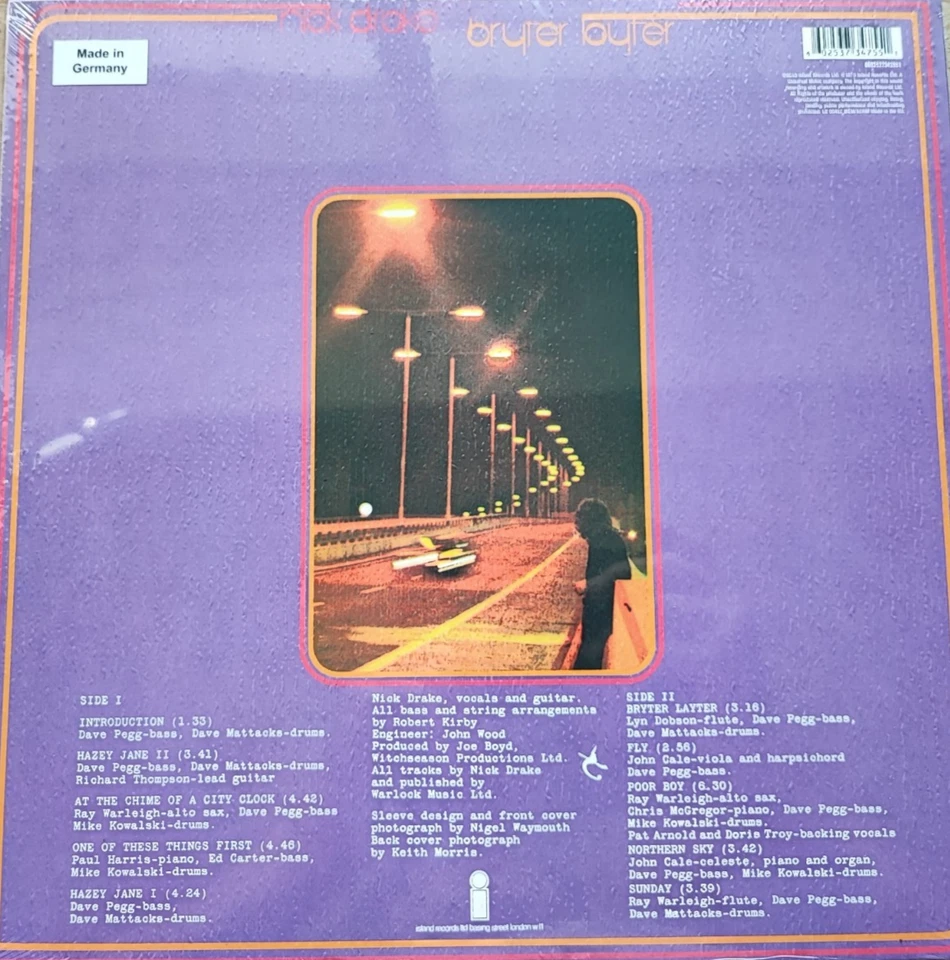 nick drake bryter layter
Made in
Germany
SIDE I
INTRODUCTION (1.33)
Dave Pegg-bass, Dave Mattacks-drums.
HAZEY JANE II (3.41)
Dave Pegg-bass, Dave Mattacks-drums,
Richard Thompson-lead guitar
AT THE CHIME OF A CITY CLOCK (4.42)
Ray Warleigh-alto sax, Dave Pegg-bass
Mike Kowalski-drums.
ONE OF THESE THINGS FIRST (4.46)
Paul Harris-piano, Ed Carter-bass,
Mike Kowalski-drums.
HAZEY JANE I (4.24)
Dave Pegg-bass,
Dave Mattacks-drums.
Nick Drake, vocals and guitar.
All bass and string arrangements
by Robert Kirby
Engineer: John Wood
Produced by Joe Boyd,
Witchseason Productions Ltd.
All tracks by Nick Drake
and published by
Warlock Music Ltd.
Sleeve design and front cover
photograph by Nigel Waymouth
Back cover photograph
by Keith Morris.
island records ltd basing street london w11
SIDE II
BRYTER LAYTER (3.16)
Lyn Dobson-flute, Dave Pegg-bass,
Dave Mattacks-drums.
FLY (2.56)
John Cale-viola and harpsichord
Dave Pegg-bass.
POOR BOY (6.30)
Ray Warleigh-alto sax,
Chris McGregor-piano, Dave Pegg-bass,
Mike Kowalski-drums.
Pat Arnold and Doris Troy-backing vocals
NORTHERN SKY (3.42)
John Cale-celeste, piano and organ,
Dave Pegg-bass, Mike Kowalski-drums.
SUNDAY (3.39)
Ray Warleigh-flute, Dave Pegg-bass,
Dave Mattacks-drums.